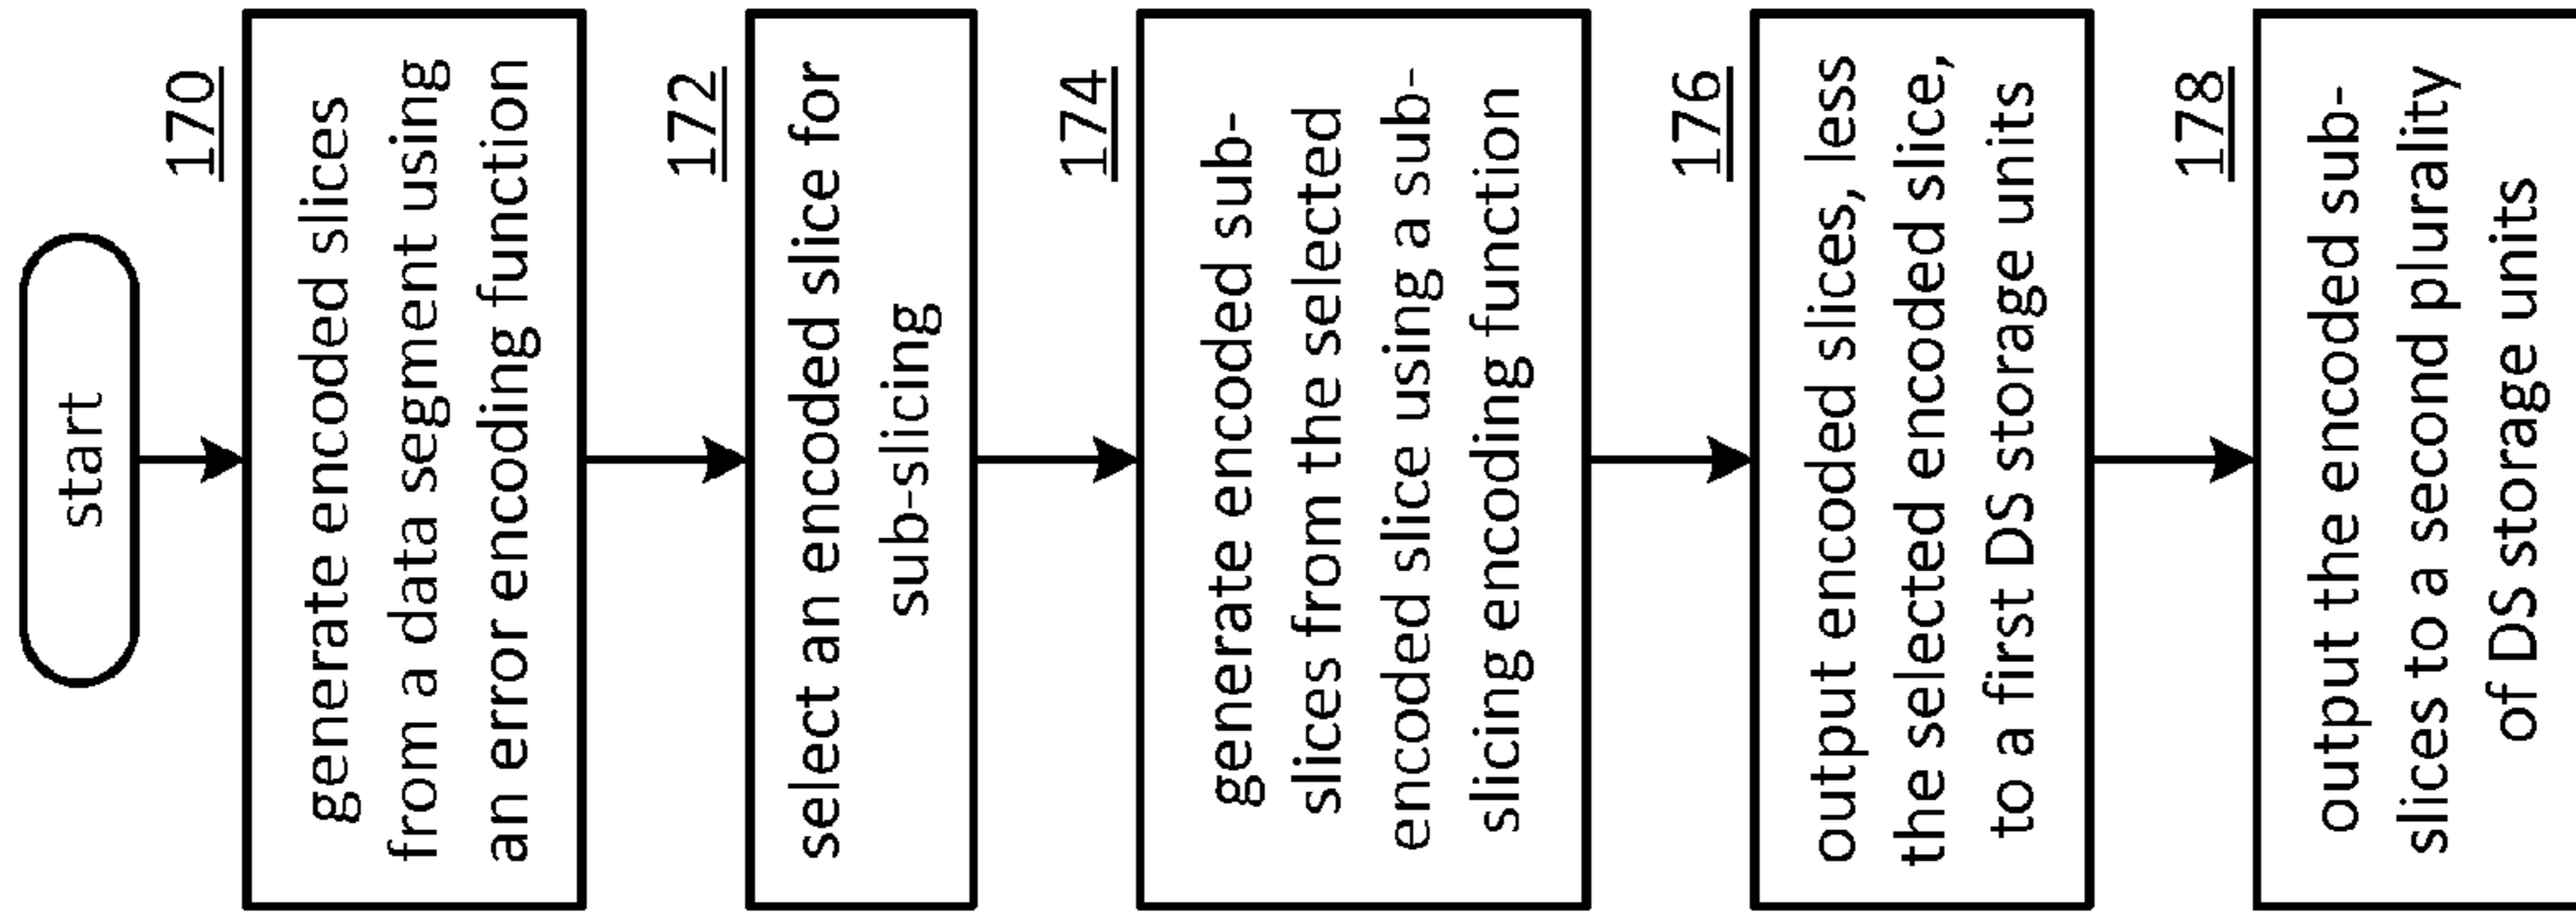 start
170
generate encoded slices
from a data segment using
an error encoding function
172
select an encoded slice for
sub-slicing
174
generate encoded sub-
slices from the selected
encoded slice using a sub-
slicing encoding function
176
output encoded slices, less
the selected encoded slice,
to a first DS storage units
178
output the encoded sub-
slices to a second plurality
of DS storage units